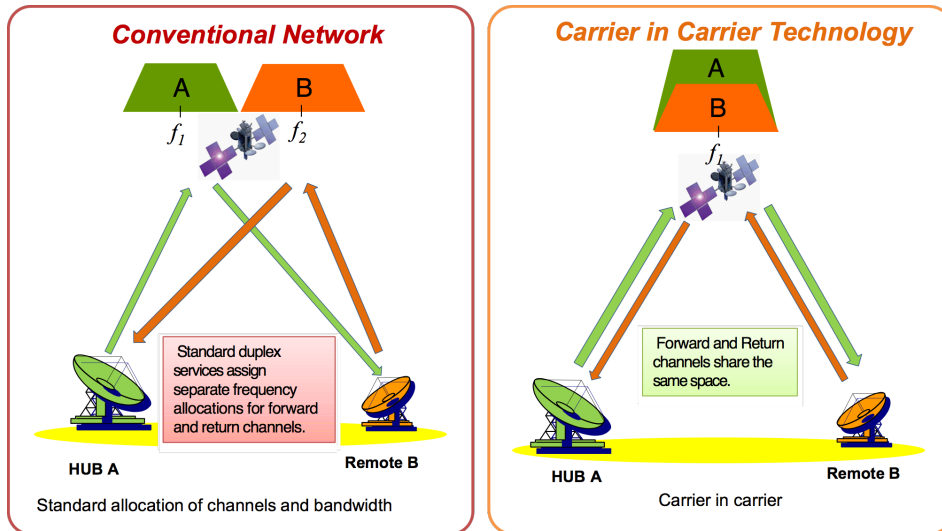 Conventional Network
A
B
f1
f2
Standard duplex
services assign
separate frequency
allocations for forward
and return channels.
HUB A
Remote B
Standard allocation of channels and bandwidth
Carrier in Carrier Technology
A
B
f1
Forward and Return
channels share the
same space.
HUB A
Remote B
Carrier in carrier